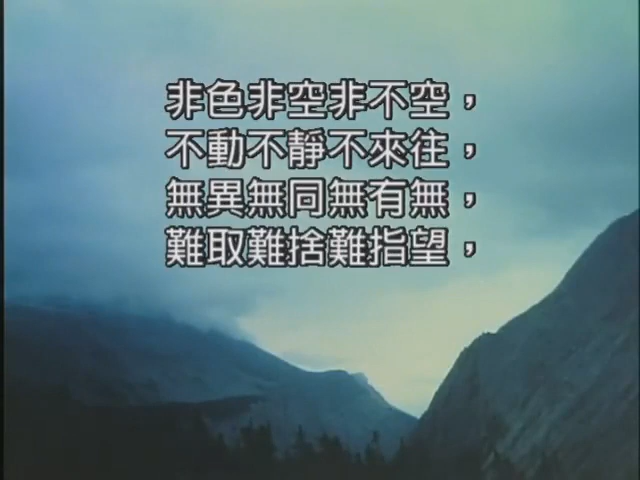 非色非空非不空，
不動不靜不來往，
無異無同無有無，
難取難捨難指望，